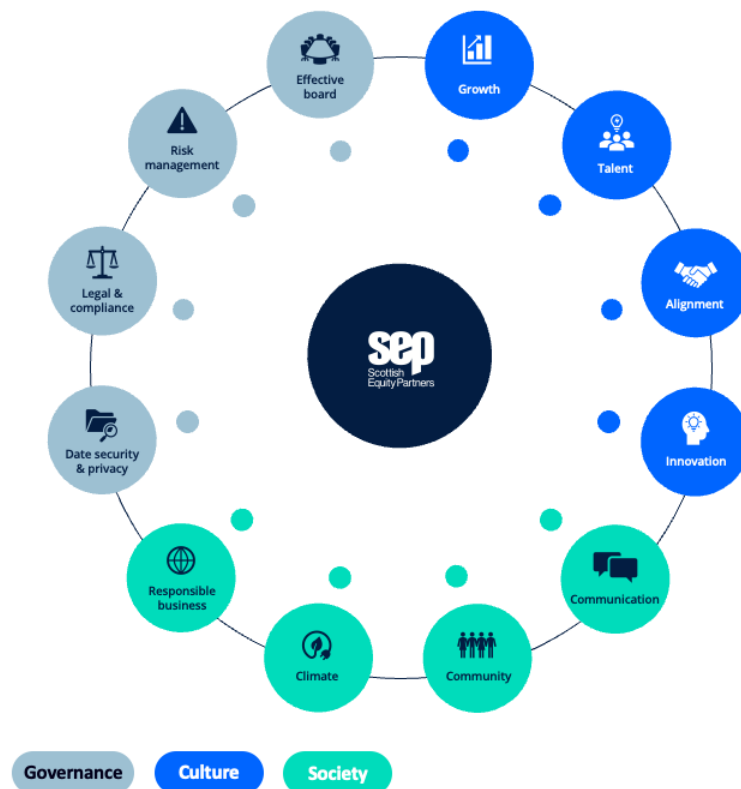 Effective
board
Growth
Risk
management
Talent
Legal &
compliance
Alignment
sep
Scottish
Equity Partners
Date security
& privacy
Innovation
Responsible
business
Communication
Climate
Community
Governance
Culture
Society